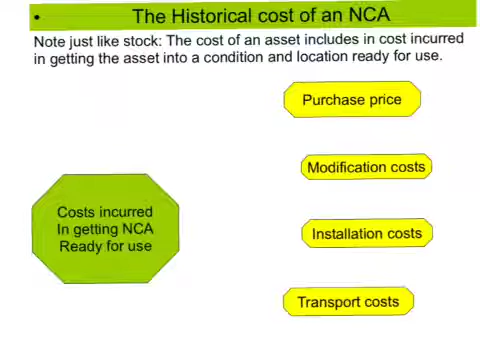 • The Historical cost of an NCA
Note just like stock: The cost of an asset includes in cost incurred
in getting the asset into a condition and location ready for use.
Purchase price
Modification costs
Costs incurred
In getting NCA
Ready for use
Installation costs
Transport costs